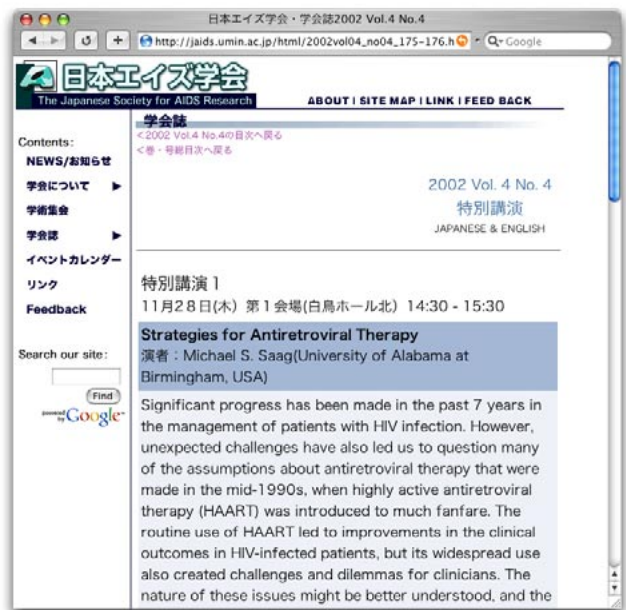 日本エイズ学会・学会誌2002 Vol.4 No.4
http://jaids.umin.ac.jp/html/2002vol04_no04_175-176.h
Google
日本エイズ学会
The Japanese Society for AIDS Research
ABOUT | SITE MAP | LINK | FEED BACK
学会誌
<2002 Vol.4 No.4の目次へ戻る
<巻・号総目次へ戻る
Contents:
NEWS/お知らせ
学会について
学術集会
学会誌
イベントカレンダー
リンク
Feedback
Search our site:
Find
powered by Google
2002 Vol. 4 No. 4
特別講演
JAPANESE & ENGLISH
特別講演 1
11月28日(木) 第1会場(白鳥ホール北) 14:30 - 15:30
Strategies for Antiretroviral Therapy
演者：Michael S. Saag(University of Alabama at
Birmingham, USA)
Significant progress has been made in the past 7 years in
the management of patients with HIV infection. However,
unexpected challenges have also led us to question many
of the assumptions about antiretroviral therapy that were
made in the mid-1990s, when highly active antiretroviral
therapy (HAART) was introduced to much fanfare. The
routine use of HAART led to improvements in the clinical
outcomes in HIV-infected patients, but its widespread use
also created challenges and dilemmas for clinicians. The
nature of these issues might be better understood, and the